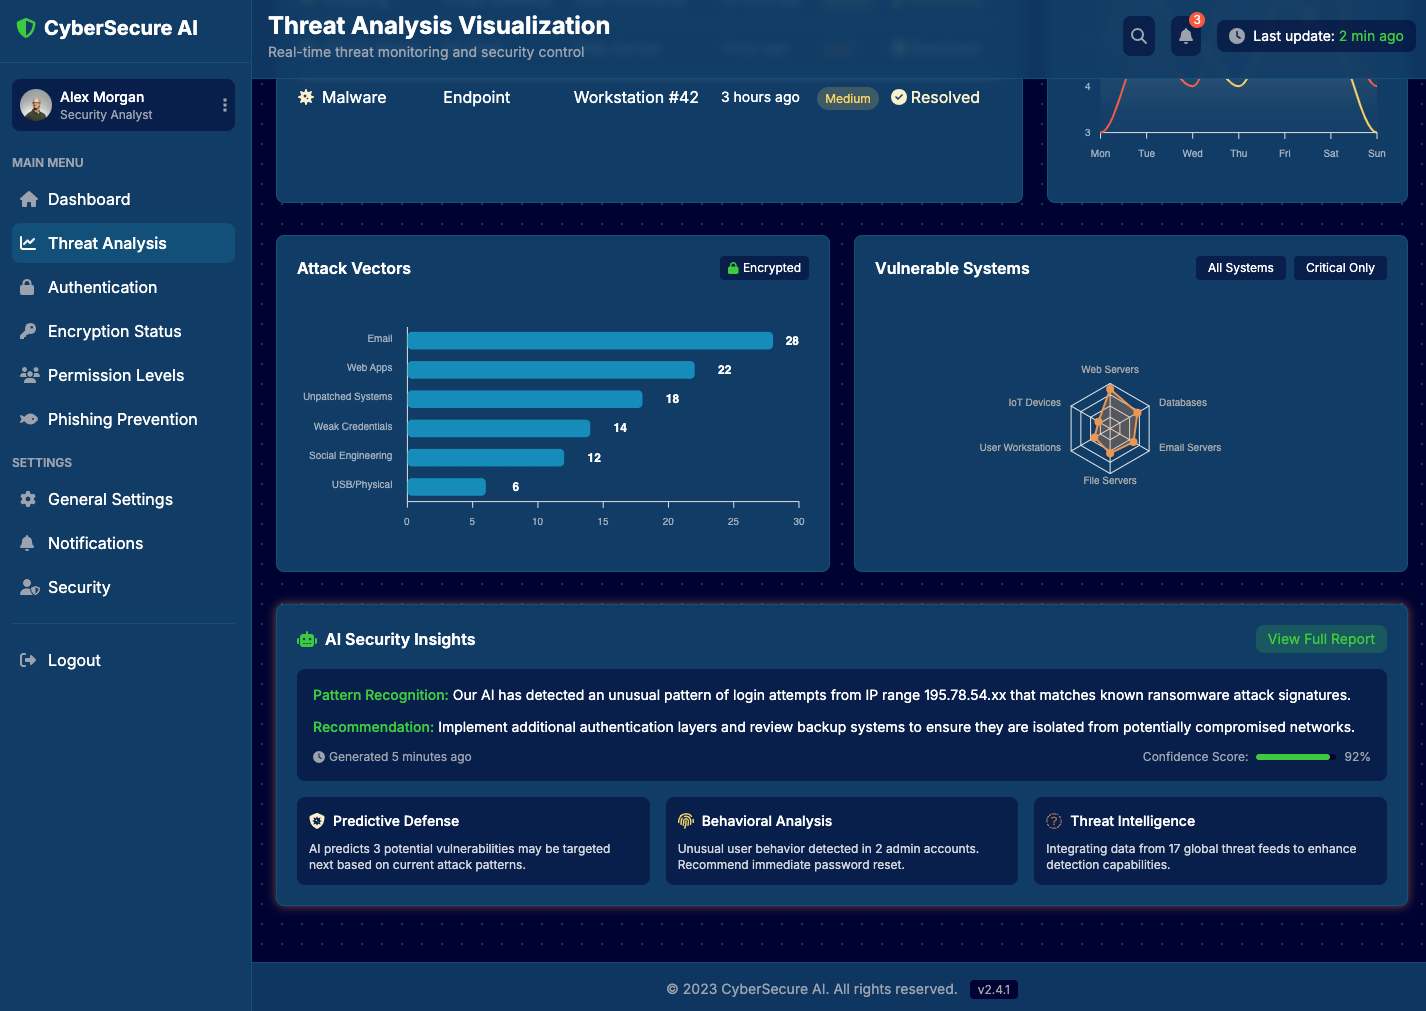 CyberSecure AI
Alex Morgan
Security Analyst
MAIN MENU
Dashboard
Threat Analysis
Authentication
Encryption Status
Permission Levels
Phishing Prevention
SETTINGS
General Settings
Notifications
Security
Logout
Threat Analysis Visualization
Real-time threat monitoring and security control
3
Last update: 2 min ago
Malware Endpoint Workstation #42 3 hours ago Medium Resolved
4
3
Mon Tue Wed Thu Fri Sat Sun
Attack Vectors
Encrypted
Email 28
Web Apps 22
Unpatched Systems 18
Weak Credentials 14
Social Engineering 12
USB/Physical 6
0 5 10 15 20 25 30
Vulnerable Systems
All Systems Critical Only
Web Servers
IoT Devices Databases
User Workstations Email Servers
File Servers
AI Security Insights
View Full Report
Pattern Recognition: Our AI has detected an unusual pattern of login attempts from IP range 195.78.54.xx that matches known ransomware attack signatures.
Recommendation: Implement additional authentication layers and review backup systems to ensure they are isolated from potentially compromised networks.
Generated 5 minutes ago
Confidence Score: 92%
Predictive Defense
AI predicts 3 potential vulnerabilities may be targeted
next based on current attack patterns.
Behavioral Analysis
Unusual user behavior detected in 2 admin accounts.
Recommend immediate password reset.
Threat Intelligence
Integrating data from 17 global threat feeds to enhance
detection capabilities.
© 2023 CyberSecure AI. All rights reserved. v2.4.1